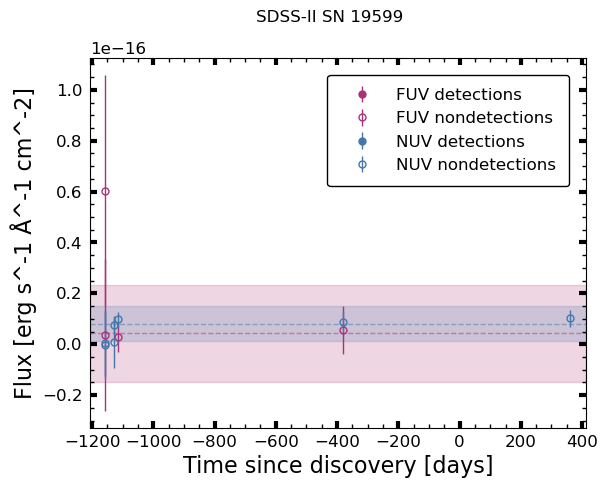 SDSS-II SN 19599
1e−16
FUV detections
FUV nondetections
NUV detections
NUV nondetections
1.0
0.8
0.6
0.4
0.2
0.0
−0.2
Flux [erg s^-1 Å^-1 cm^-2]
−1200 −1000 −800 −600 −400 −200 0 200 400
Time since discovery [days]